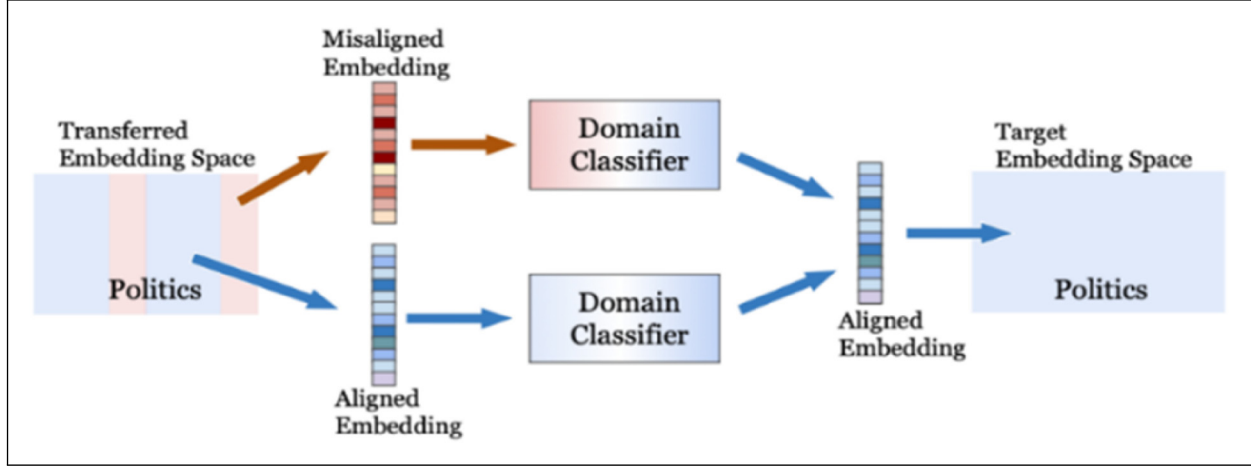 Misaligned
Embedding
Transferred
Embedding Space
Politics
Domain
Classifier
Aligned
Embedding
Domain
Classifier
Aligned
Embedding
Target
Embedding Space
Politics